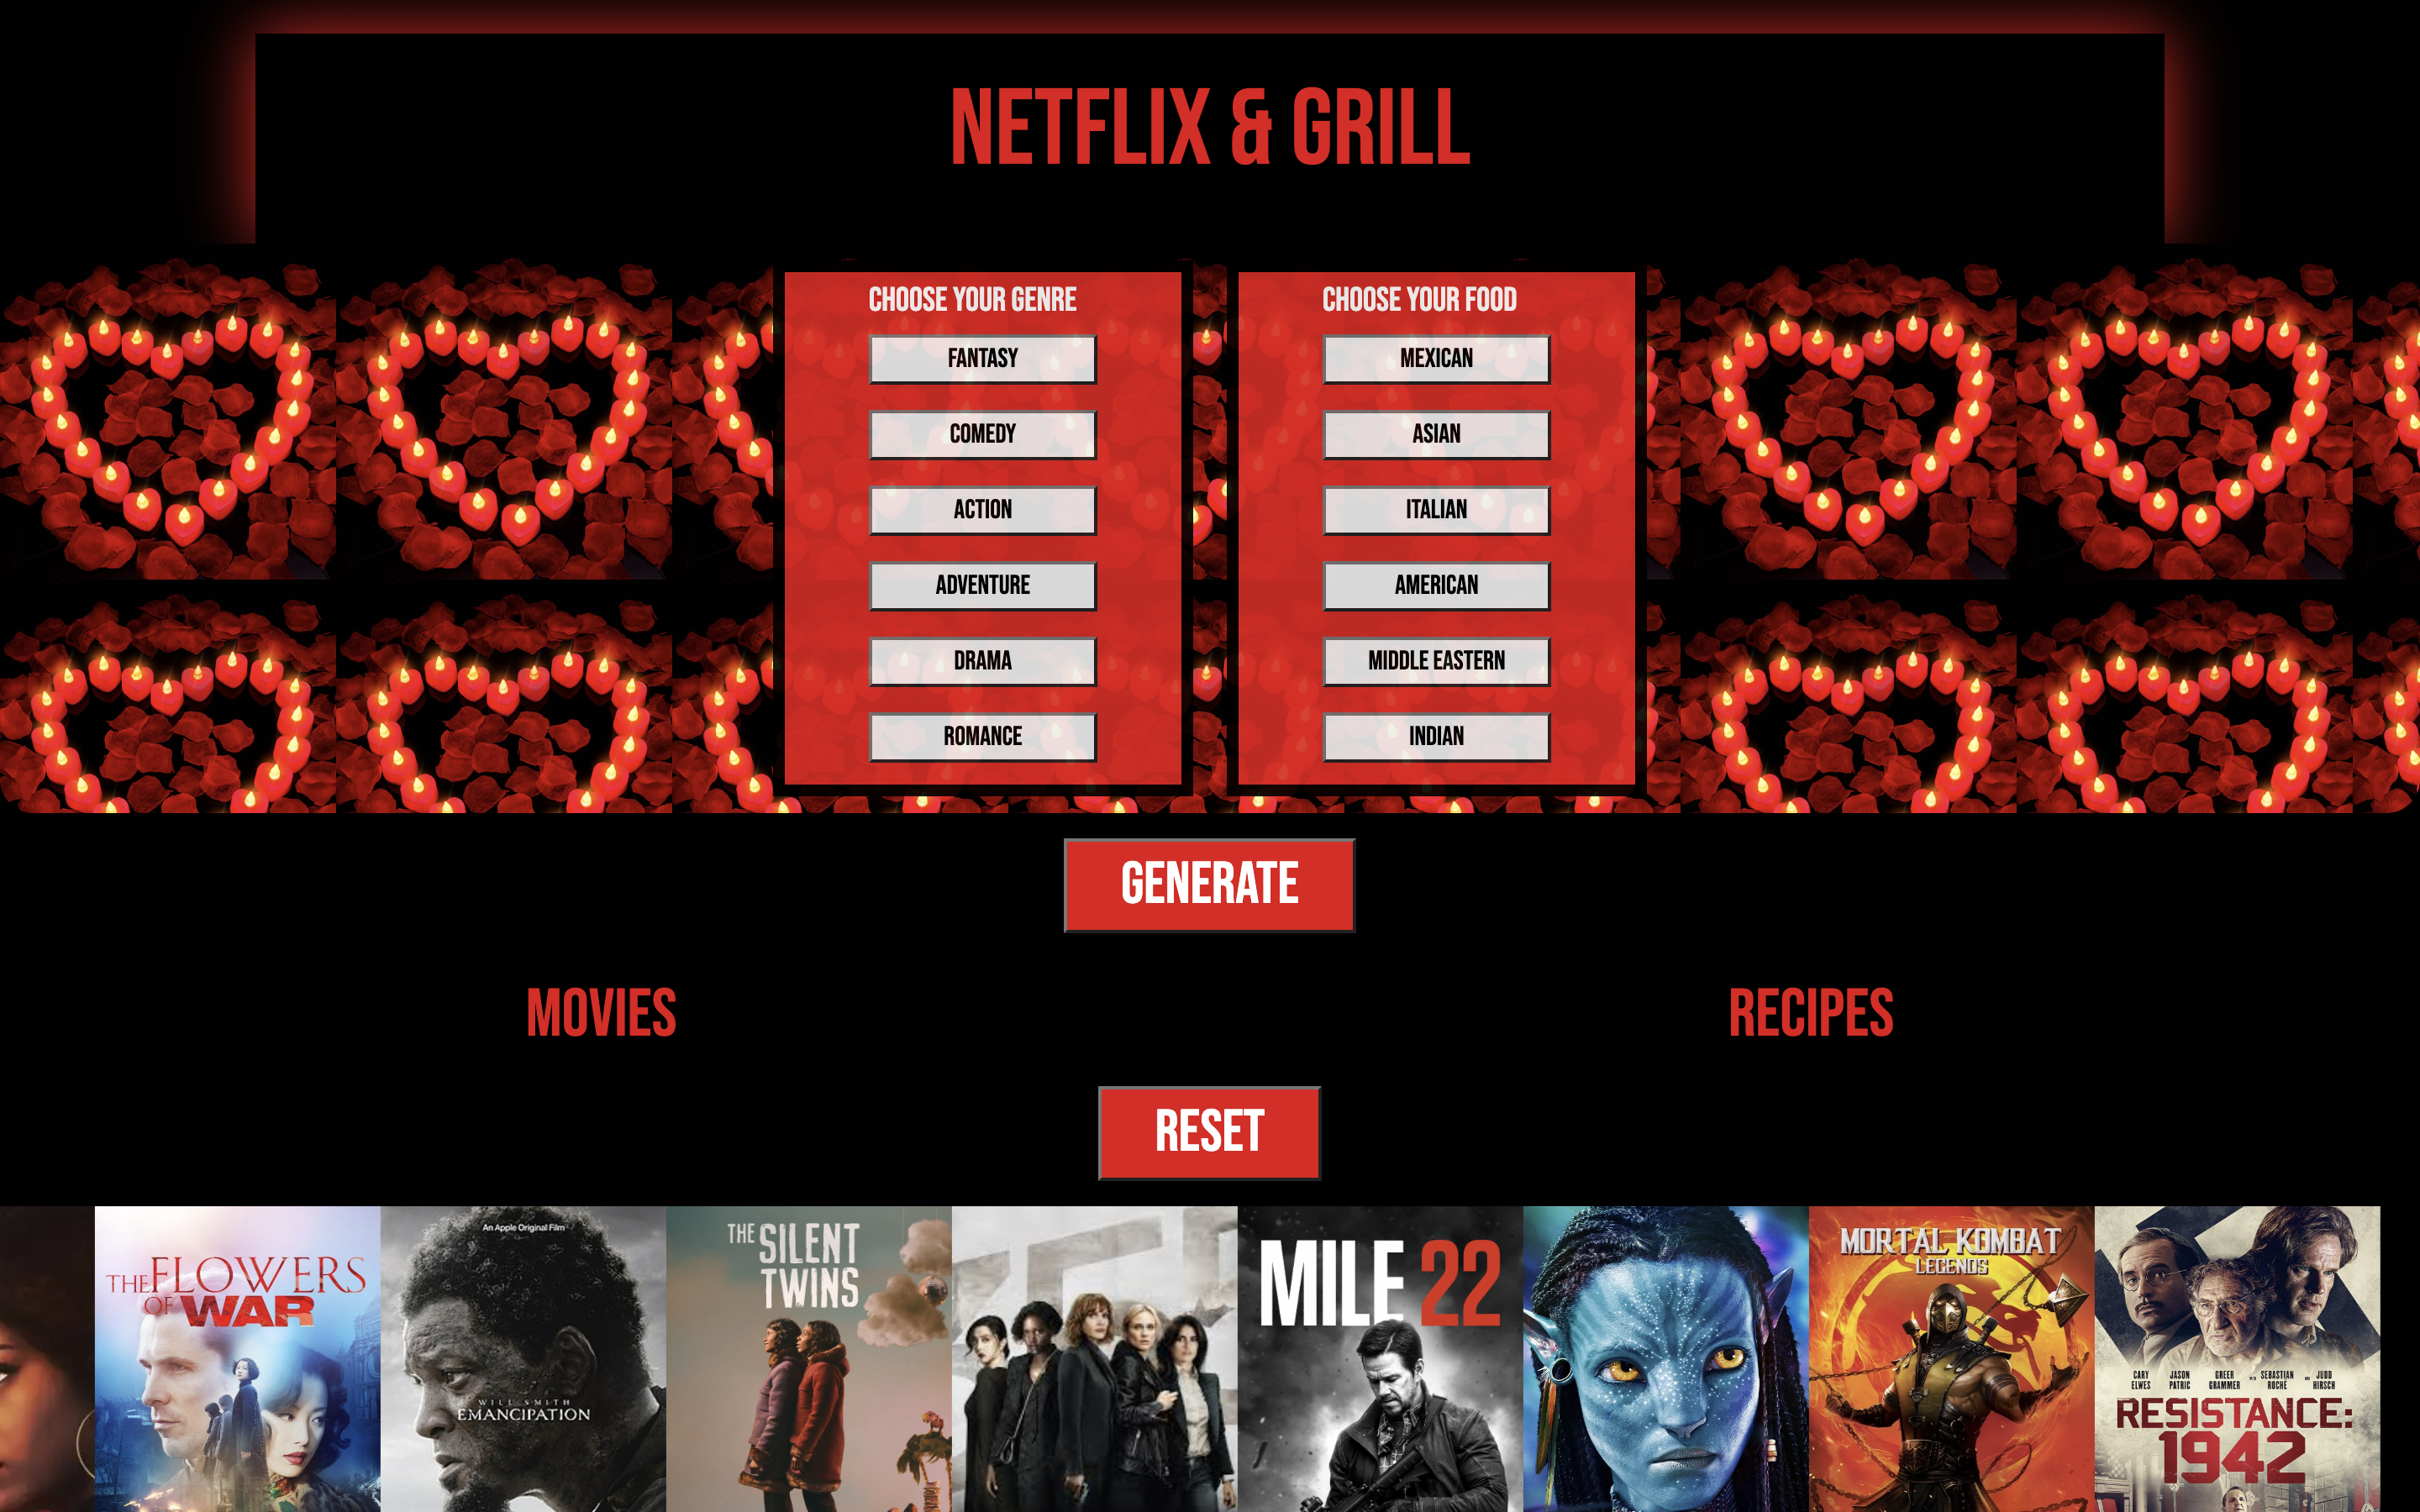 NETFLIX & GRILL
CHOOSE YOUR GENRE
FANTASY
COMEDY
ACTION
ADVENTURE
DRAMA
ROMANCE
CHOOSE YOUR FOOD
MEXICAN
ASIAN
ITALIAN
AMERICAN
MIDDLE EASTERN
INDIAN
GENERATE
MOVIES
RECIPES
RESET
THE FLOWERS
OF WAR
An Apple Original Film
WILL SMITH
EMANCIPATION
THE SILENT
TWINS
MILE 22
MORTAL KOMBAT
LEGENDS
CARY ELWES
JASON PATRIC
GREER GRAMMER
SEBASTIAN ROCHÉ
JUDD HIRSCH
RESISTANCE:
1942